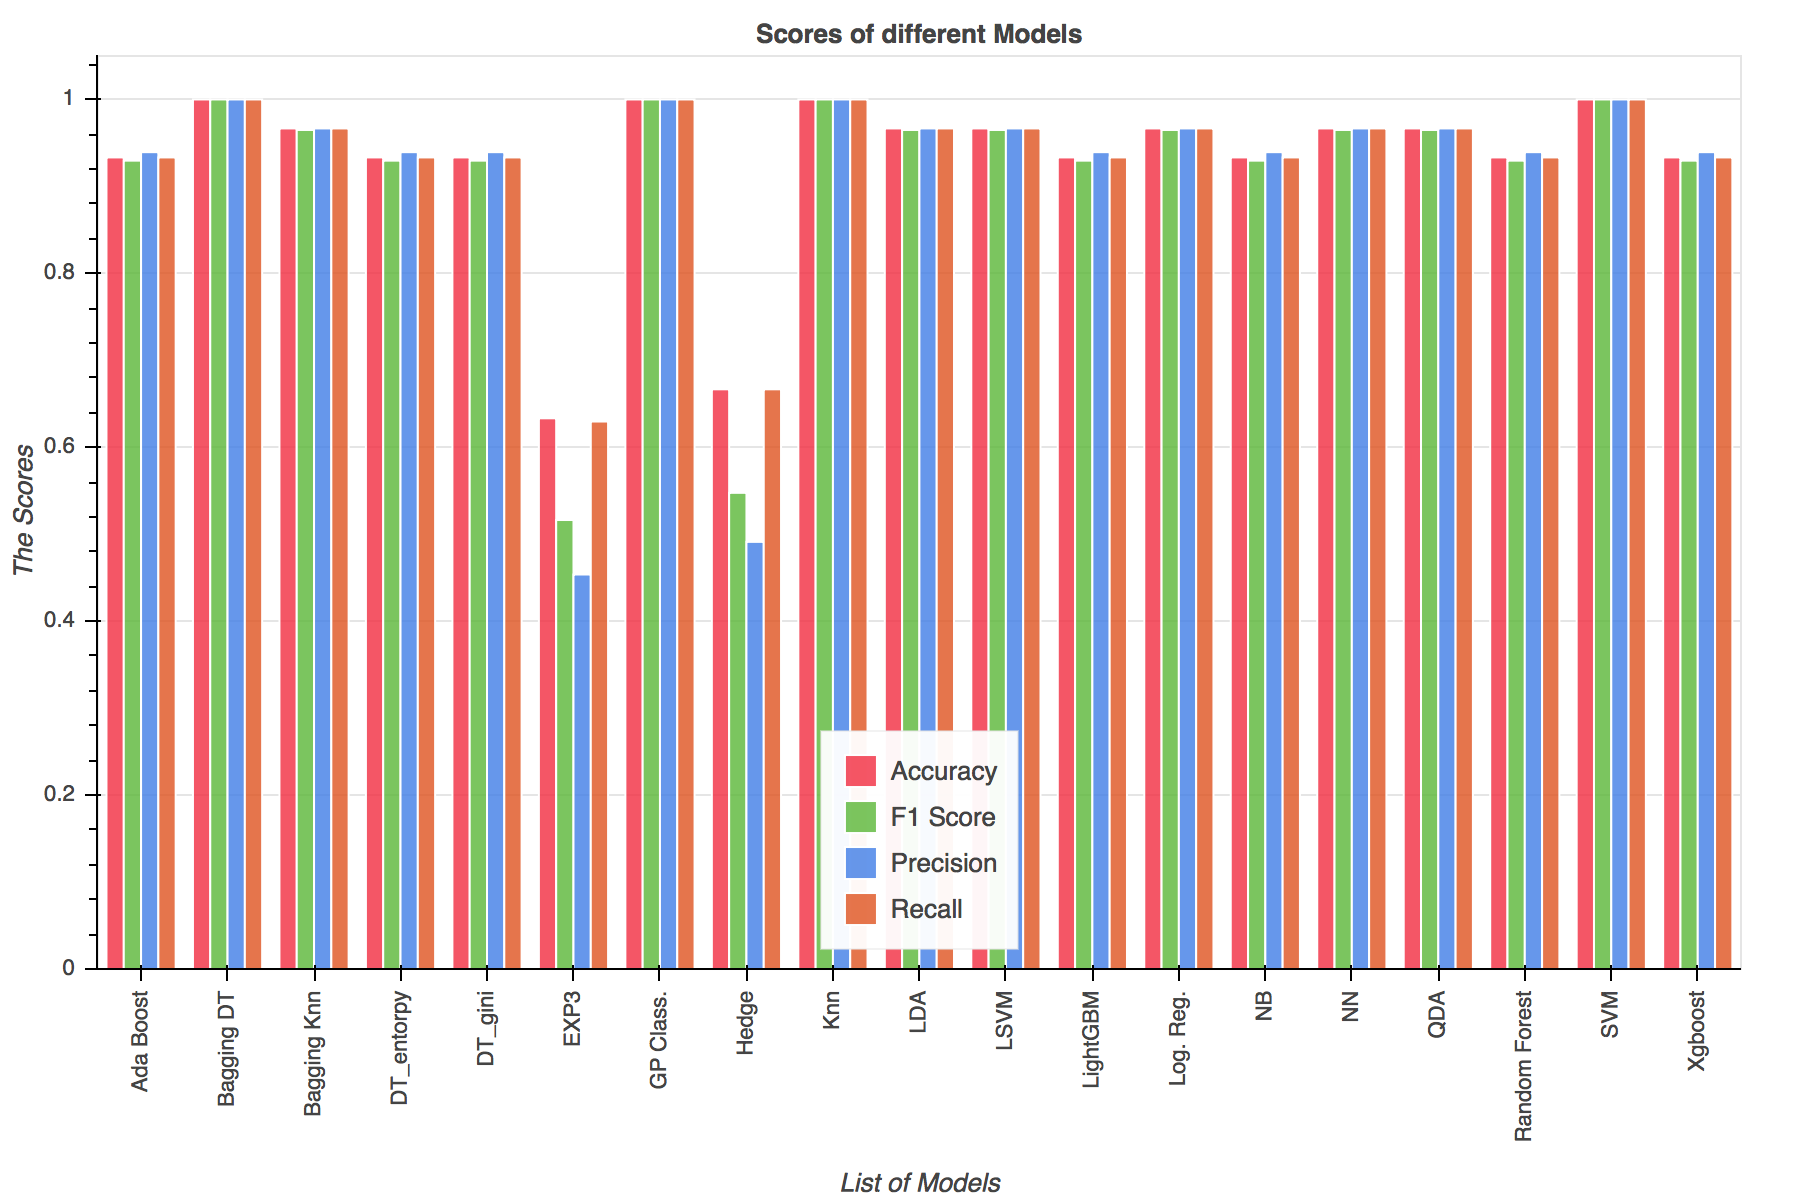 Scores of different Models
The Scores
1
0.8
0.6
0.4
0.2
0
Accuracy
F1 Score
Precision
Recall
Ada Boost
Bagging DT
Bagging Knn
DT_entorpy
DT_gini
EXP3
GP Class.
Hedge
Knn
LDA
LSVM
LightGBM
Log. Reg.
NB
NN
QDA
Random Forest
SVM
Xgboost
List of Models